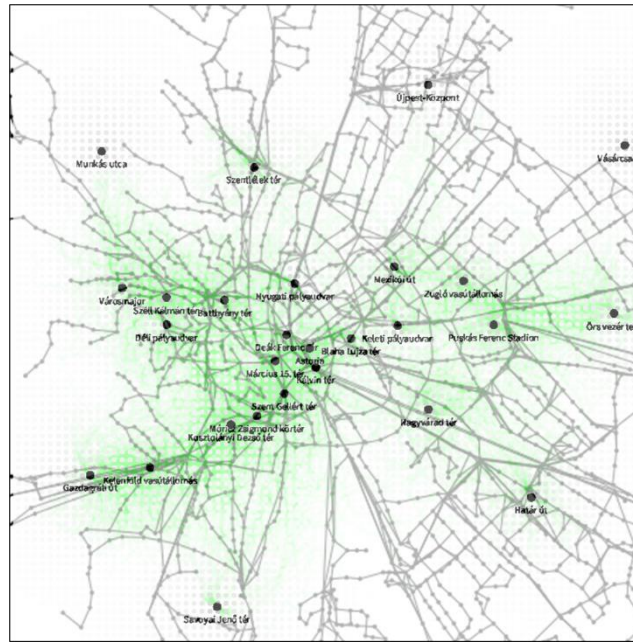 Újpest-Központ
Munkás utca
Vásárcsa
Szentlélek tér
Mexikói út
Zugló vasútállomás
Városmajor
Nyugati pályaudvar
Széll Kálmán tér
Batthyány tér
Örs vezér te
Déli pályaudvar
Keleti pályaudvar
Puskás Ferenc Stadion
Deák Ferenc tér
Blaha Lujza tér
Astoria
Március 15. tér
Kálvin tér
Szent Gellért tér
Nagyvárad tér
Móricz Zsigmond körtér
Kosztolányi Dezső tér
Kelenföld vasútállomás
Gazdagréti út
Határ út
Savoyai Jenő tér